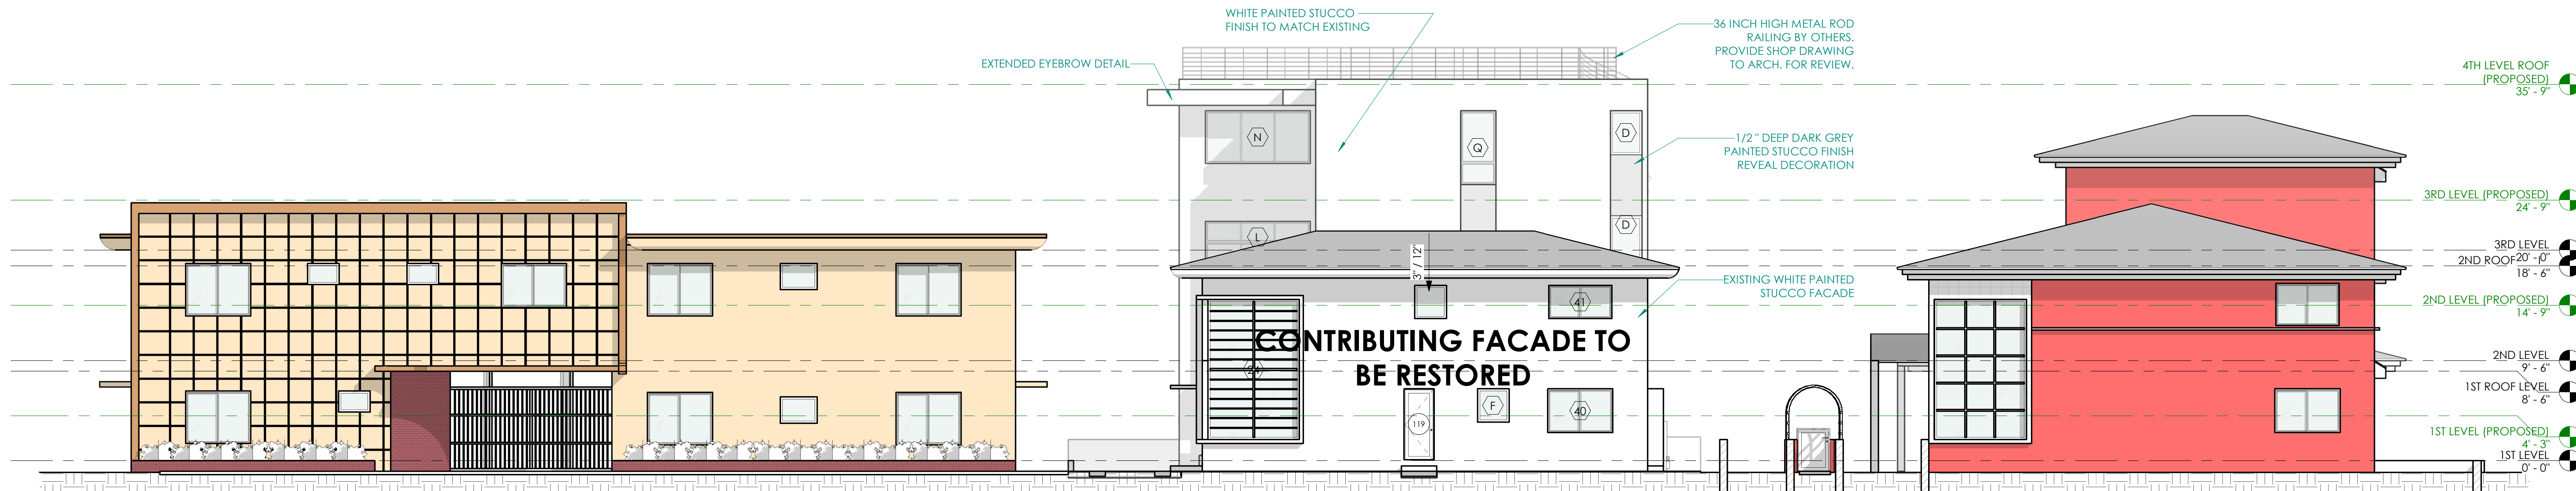 WHITE PAINTED STUCCO
FINISH TO MATCH EXISTING
EXTENDED EYEBROW DETAIL
36 INCH HIGH METAL ROD
RAILING BY OTHERS.
PROVIDE SHOP DRAWING
TO ARCH. FOR REVIEW.
1/2 " DEEP DARK GREY
PAINTED STUCCO FINISH
REVEAL DECORATION
EXISTING WHITE PAINTED
STUCCO FACADE
N
Q
D
L
D
3" / 12"
41
CONTRIBUTING FACADE TO
BE RESTORED
24
119
F
40
4TH LEVEL ROOF
(PROPOSED)
35' - 9"
3RD LEVEL (PROPOSED)
24' - 9"
3RD LEVEL
20' - 0"
2ND ROOF
18' - 6"
2ND LEVEL (PROPOSED)
14' - 9"
2ND LEVEL
9' - 6"
1ST ROOF LEVEL
8' - 6"
1ST LEVEL (PROPOSED)
4' - 3"
1ST LEVEL
0' - 0"